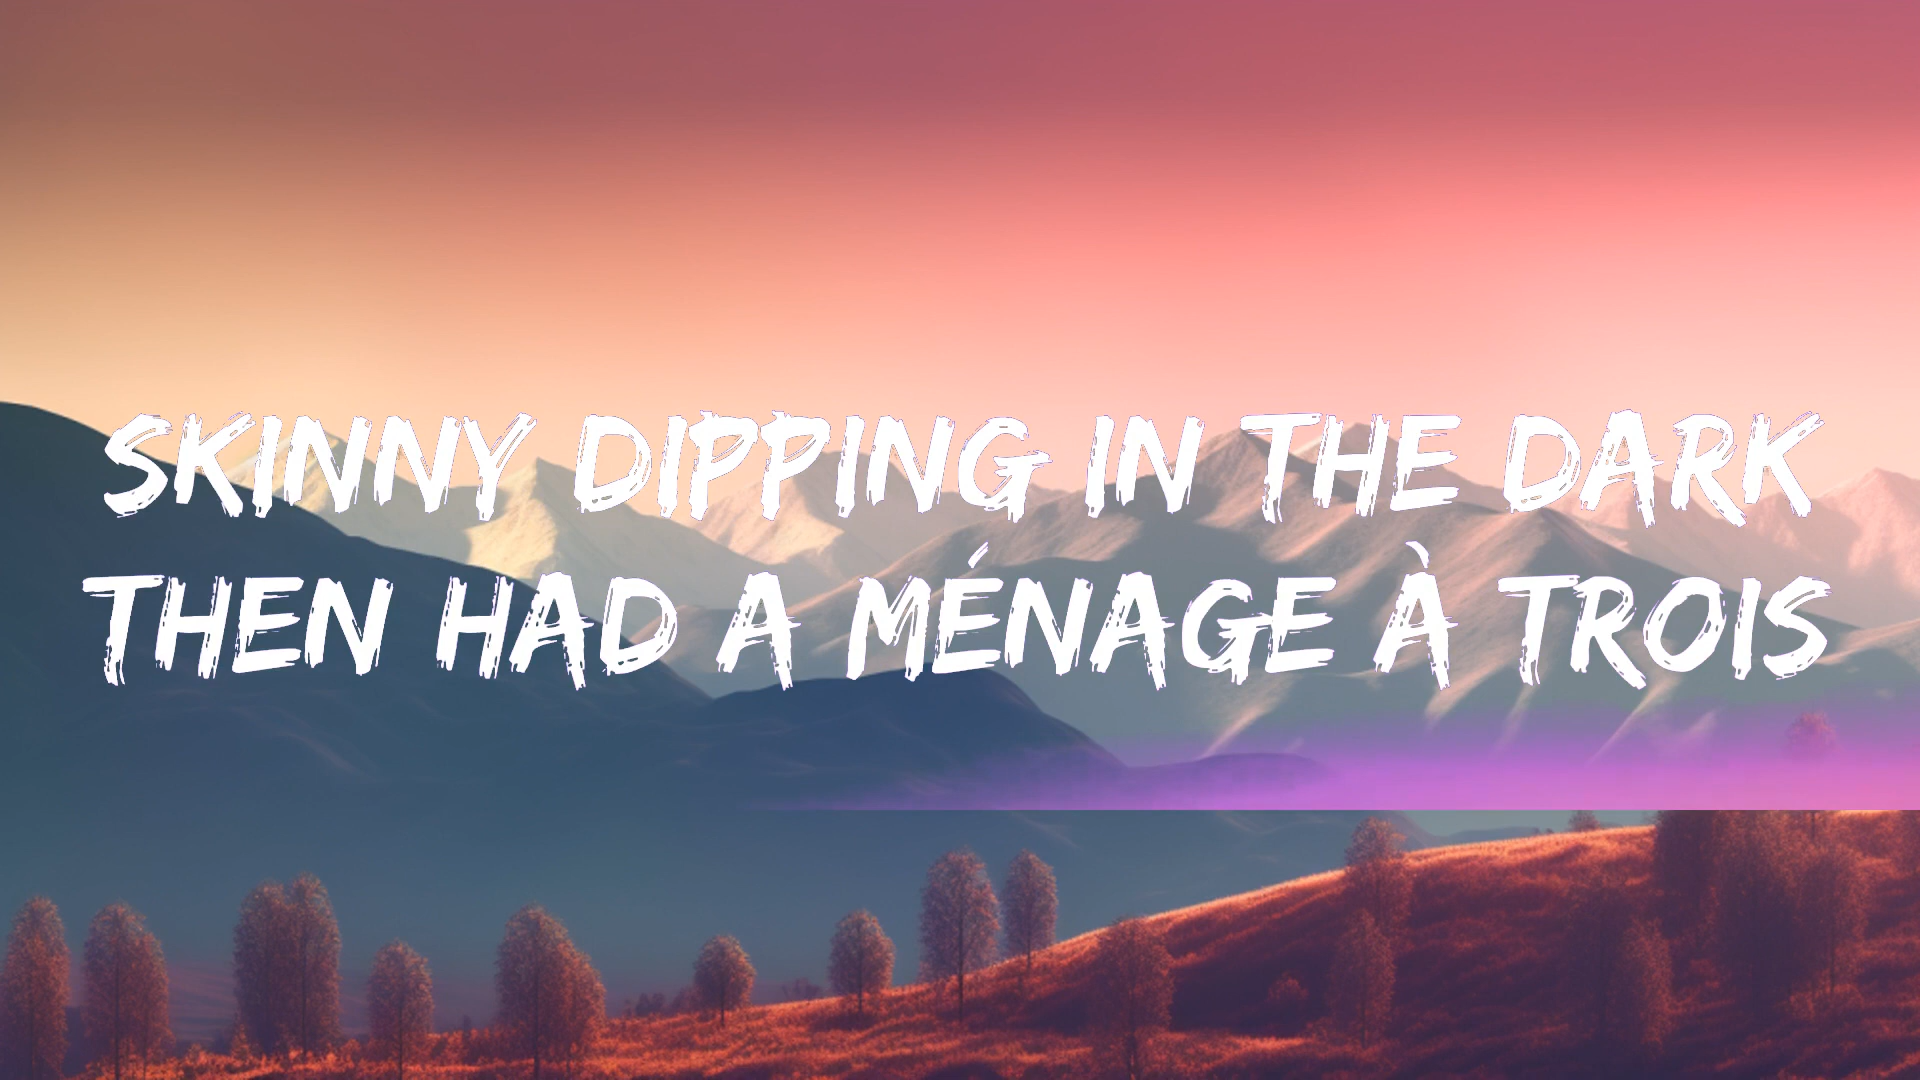 SKINNY DIPPING IN THE DARK
THEN HAD A MÉNAGE À TROIS